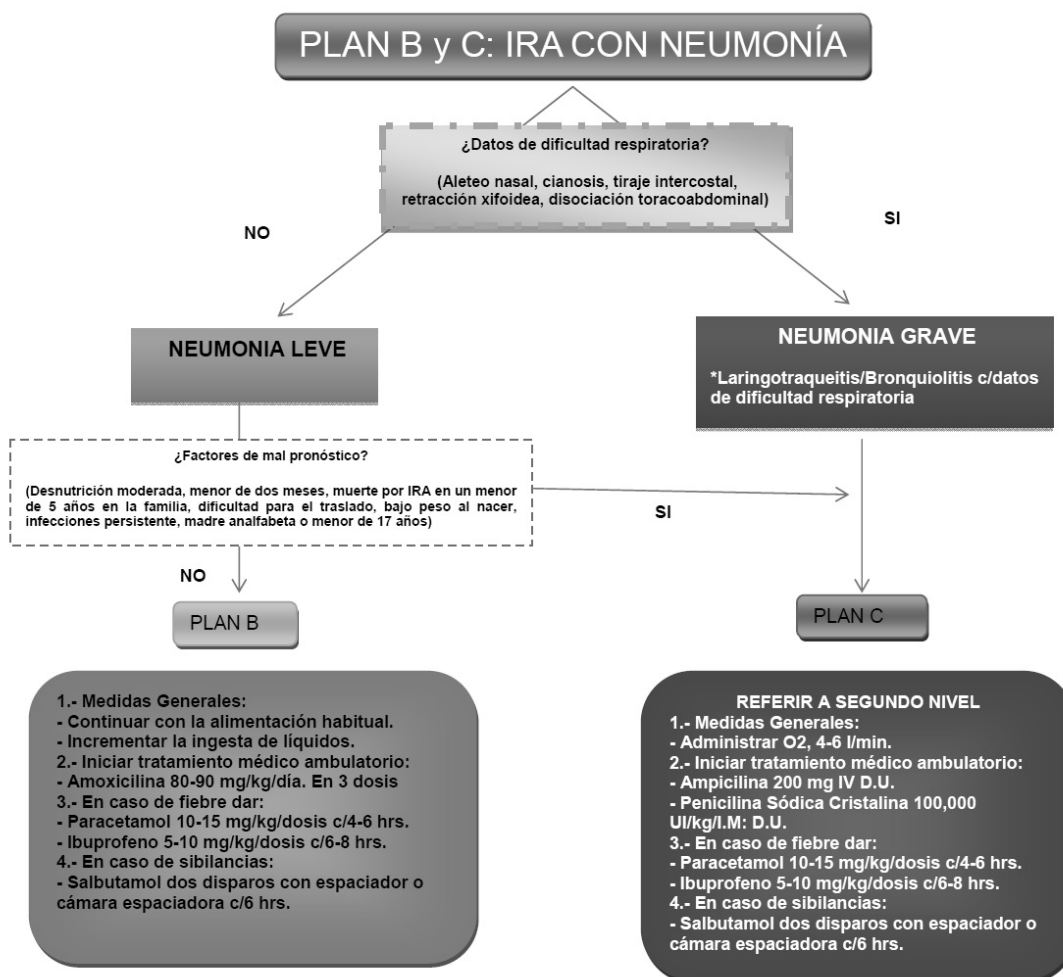 PLAN B y C: IRA CON NEUMONÍA
¿Datos de dificultad respiratoria?
(Aleteo nasal, cianosis, tiraje intercostal,
retracción xifoidea, disociación toracoabdominal)
NO
SI
NEUMONIA LEVE
NEUMONIA GRAVE
*Laringotraqueitis/Bronquiolitis c/datos
de dificultad respiratoria
¿Factores de mal pronóstico?
(Desnutrición moderada, menor de dos meses, muerte por IRA en un menor
de 5 años en la familia, dificultad para el traslado, bajo peso al nacer,
infecciones persistente, madre analfabeta o menor de 17 años)
SI
NO
PLAN B
PLAN C
1.- Medidas Generales:
- Continuar con la alimentación habitual.
- Incrementar la ingesta de líquidos.
2.- Iniciar tratamiento médico ambulatorio:
- Amoxicilina 80-90 mg/kg/día. En 3 dosis
3.- En caso de fiebre dar:
- Paracetamol 10-15 mg/kg/dosis c/4-6 hrs.
- Ibuprofeno 5-10 mg/kg/dosis c/6-8 hrs.
4.- En caso de sibilancias:
- Salbutamol dos disparos con espaciador o
cámara espaciadora c/6 hrs.
REFERIR A SEGUNDO NIVEL
1.- Medidas Generales:
- Administrar O2, 4-6 l/min.
2.- Iniciar tratamiento médico ambulatorio:
- Ampicilina 200 mg IV D.U.
- Penicilina Sódica Cristalina 100,000
UI/kg/I.M: D.U.
3.- En caso de fiebre dar:
- Paracetamol 10-15 mg/kg/dosis c/4-6 hrs.
- Ibuprofeno 5-10 mg/kg/dosis c/6-8 hrs.
4.- En caso de sibilancias:
- Salbutamol dos disparos con espaciador o
cámara espaciadora c/6 hrs.